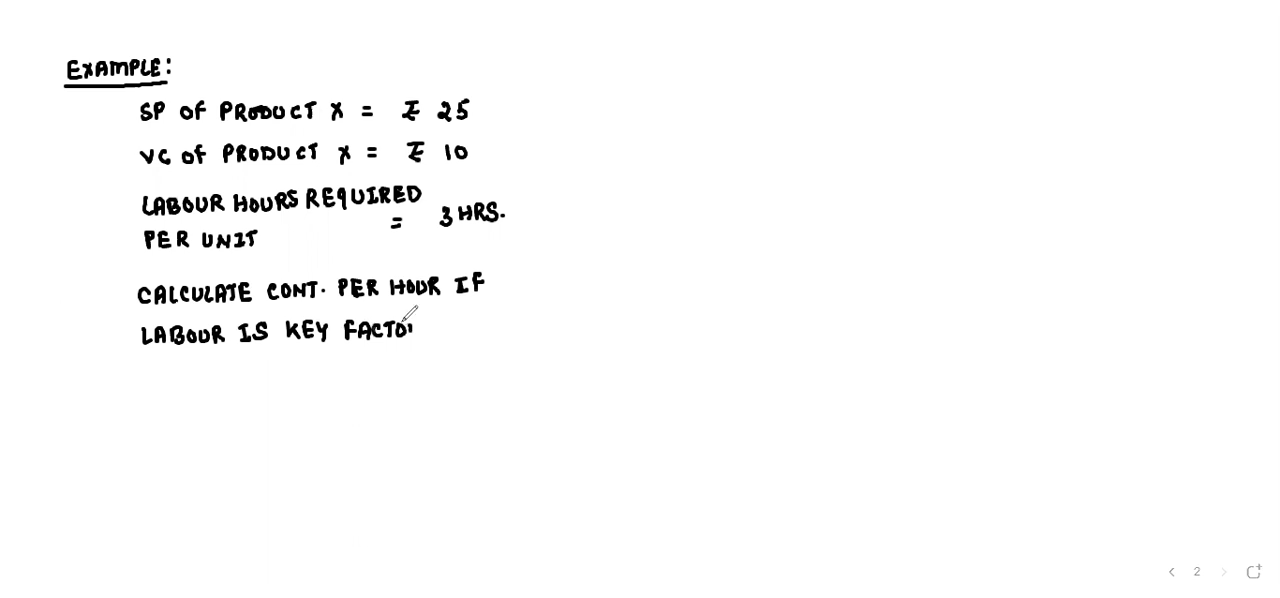 EXAMPLE:
SP OF PRODUCT X = ₹ 25
VC OF PRODUCT X = ₹ 10
LABOUR HOURS REQUIRED
PER UNIT = 3 HRS.
CALCULATE CONT. PER HOUR IF
LABOUR IS KEY
2